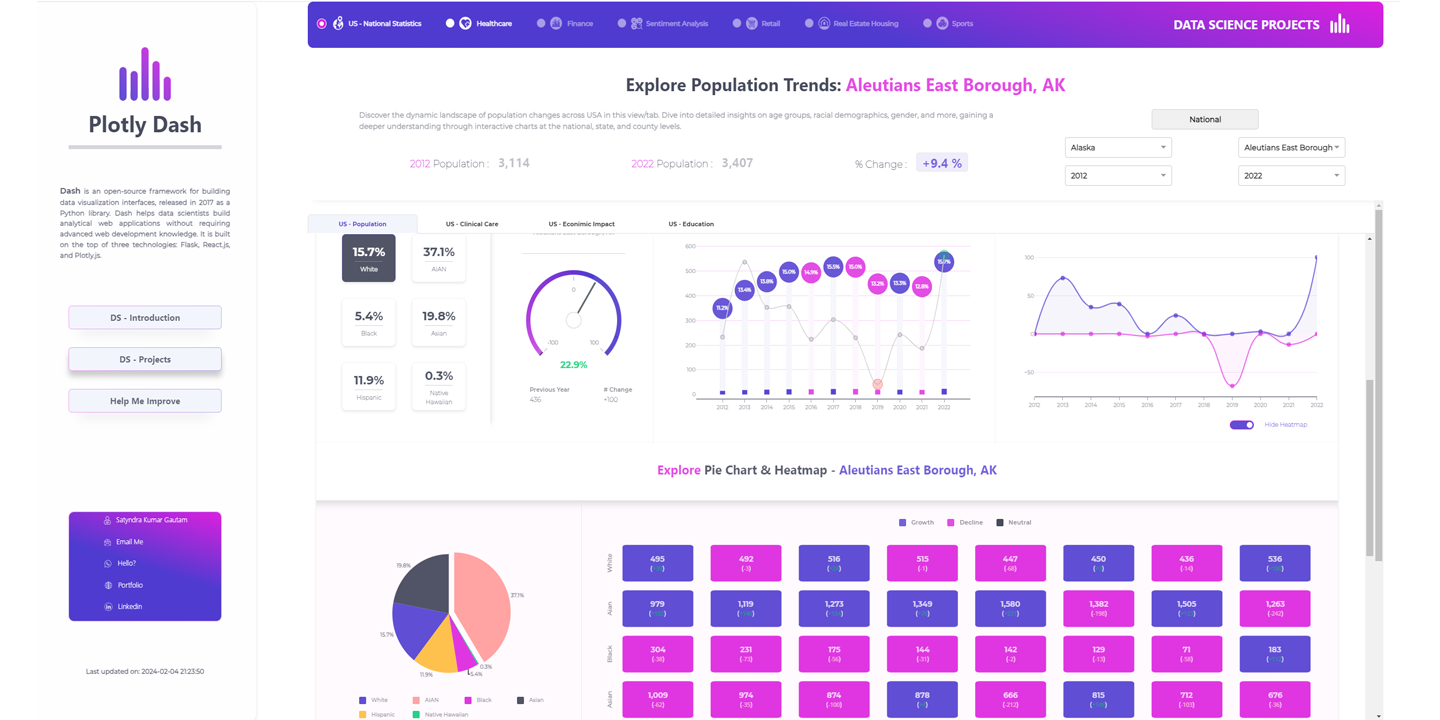 US - National Statistics
Healthcare
Finance
Sentiment Analysis
Retail
Real Estate Housing
Sports
DATA SCIENCE PROJECTS
Plotly Dash
Dash is an open-source framework for building
data visualization interfaces, released in 2017 as a
Python library. Dash helps data scientists build
analytical web applications without requiring
advanced web development knowledge. It is built
on the top of three technologies: Flask, React.js,
and Plotly.js.
DS - Introduction
DS - Projects
Help Me Improve
Satyndra Kumar Gautam
Email Me
Hello?
Portfolio
Linkedin
Last updated on: 2024-02-04 21:23:50
Explore Population Trends: Aleutians East Borough, AK
Discover the dynamic landscape of population changes across USA in this view/tab. Dive into detailed insights on age groups, racial demographics, gender, and more, gaining a
deeper understanding through interactive charts at the national, state, and county levels.
2012 Population : 3,114
2022 Population : 3,407
% Change : +9.4 %
National
Alaska
Aleutians East Borough
2012
2022
US - Population
US - Clinical Care
US - Econimic Impact
US - Education
15.7%
White
37.1%
AIAN
5.4%
Black
19.8%
Asian
11.9%
Hispanic
0.3%
Native
Hawaiian
0
-100
100
22.9%
Previous Year
436
# Change
+100
600
500
400
300
200
100
0
11.2%
13.4%
13.8%
15.0%
14.9%
15.5%
15.0%
13.2%
13.3%
12.8%
15.7%
2012 2013 2014 2015 2016 2017 2018 2019 2020 2021 2022
100
50
0
−50
2012 2013 2014 2015 2016 2017 2018 2019 2020 2021 2022
Hide Heatmap
Explore Pie Chart & Heatmap - Aleutians East Borough, AK
19.8%
37.1%
15.7%
11.9%
5.4%
0.3%
White
AIAN
Black
Asian
Hispanic
Native Hawaiian
Growth
Decline
Neutral
White
495
492
(-3)
516
515
(-1)
447
(-68)
450
436
(-14)
536
Aian
979
1,119
1,273
1,349
1,580
1,382
(-198)
1,505
1,263
(-242)
Black
304
(-38)
231
(-73)
175
(-56)
144
(-31)
142
(-2)
129
(-13)
71
(-58)
183
Asian
1,009
(-62)
974
(-35)
874
(-100)
878
666
(-212)
815
712
(-103)
676
(-36)